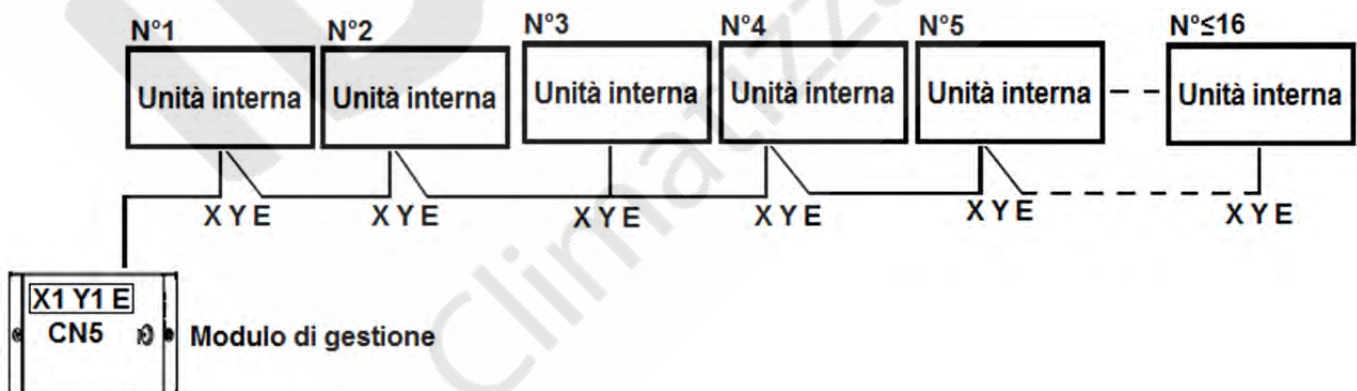 N°1 N°2 N°3 N°4 N°5 N°≤16
Unità interna Unità interna Unità interna Unità interna Unità interna Unità interna
X Y E X Y E X Y E X Y E X Y E X Y E
X1 Y1 E
CN5 Modulo di gestione
Climatizza